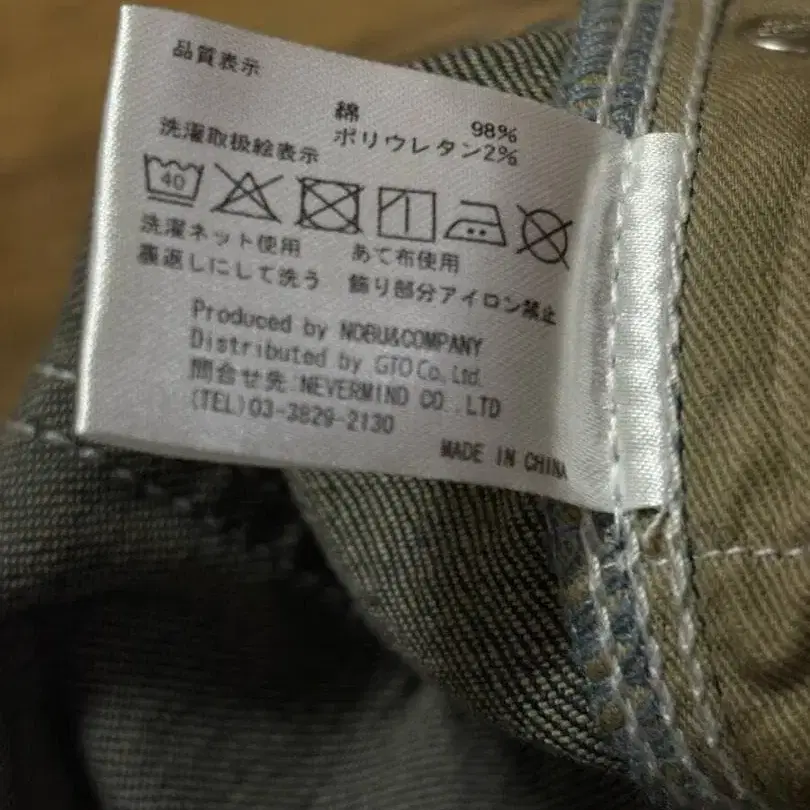 品質表示
綿 98%
ポリウレタン2%
洗濯取扱絵表示
40
洗濯ネット使用 あて布使用
裏返しにして洗う 飾り部分アイロン禁止
Produced by NOBU&COMPANY
Distributed by GTO Co., Ltd.
問合せ先:NEVERMIND CO .LTD
(TEL)03-3829-2130
MADE IN CHINA